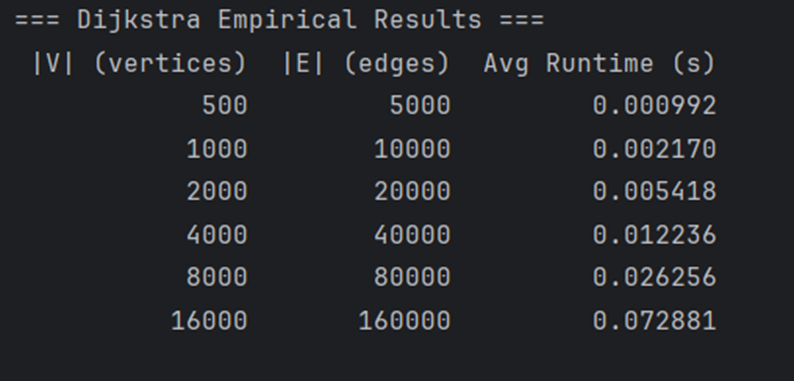 === Dijkstra Empirical Results ===
|V| (vertices)  |E| (edges)  Avg Runtime (s)
500  5000  0.000992
1000  10000  0.002170
2000  20000  0.005418
4000  40000  0.012236
8000  80000  0.026256
16000  160000  0.072881